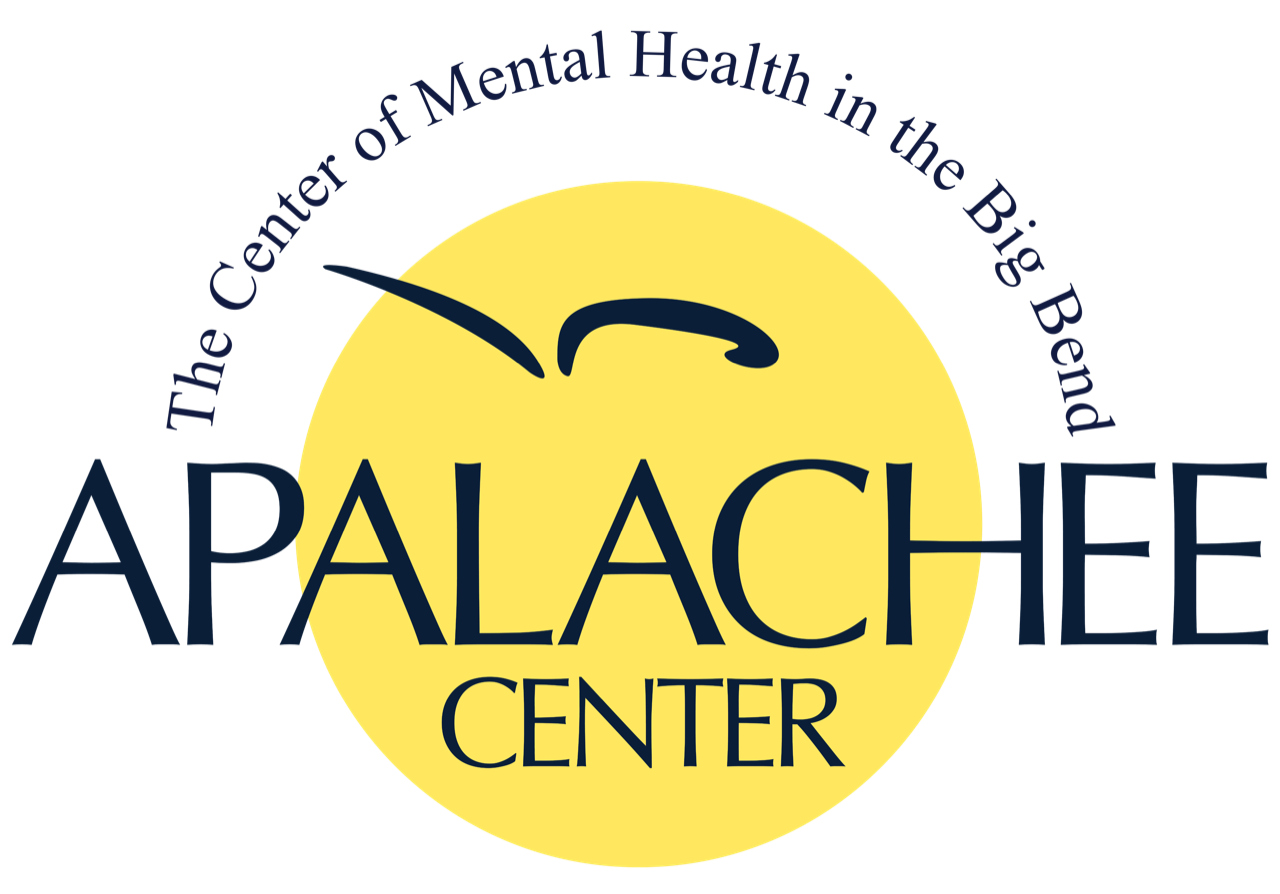 The Center of Mental Health in the Big Bend
APALACHEE
CENTER